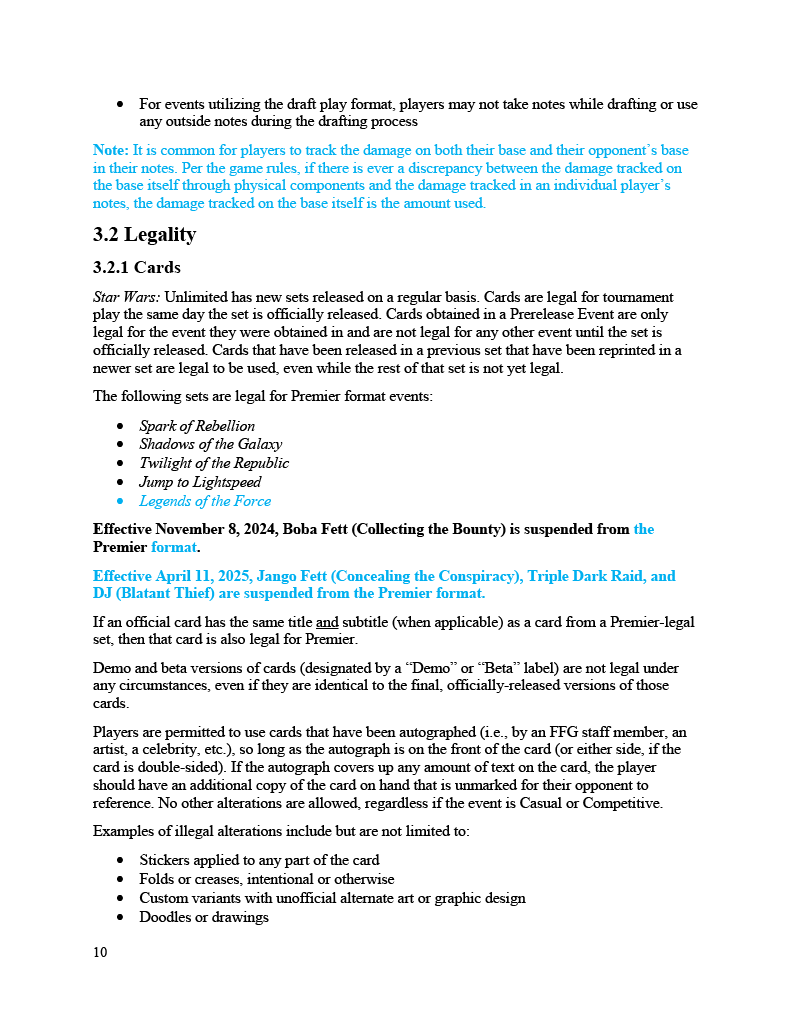 • For events utilizing the draft play format, players may not take notes while drafting or use
any outside notes during the drafting process
Note: It is common for players to track the damage on both their base and their opponent’s base
in their notes. Per the game rules, if there is ever a discrepancy between the damage tracked on
the base itself through physical components and the damage tracked in an individual player’s
notes, the damage tracked on the base itself is the amount used.
3.2 Legality
3.2.1 Cards
Star Wars: Unlimited has new sets released on a regular basis. Cards are legal for tournament
play the same day the set is officially released. Cards obtained in a Prerelease Event are only
legal for the event they were obtained in and are not legal for any other event until the set is
officially released. Cards that have been released in a previous set that have been reprinted in a
newer set are legal to be used, even while the rest of that set is not yet legal.
The following sets are legal for Premier format events:
• Spark of Rebellion
• Shadows of the Galaxy
• Twilight of the Republic
• Jump to Lightspeed
• Legends of the Force
Effective November 8, 2024, Boba Fett (Collecting the Bounty) is suspended from the
Premier format.
Effective April 11, 2025, Jango Fett (Concealing the Conspiracy), Triple Dark Raid, and
DJ (Blatant Thief) are suspended from the Premier format.
If an official card has the same title and subtitle (when applicable) as a card from a Premier-legal
set, then that card is also legal for Premier.
Demo and beta versions of cards (designated by a “Demo” or “Beta” label) are not legal under
any circumstances, even if they are identical to the final, officially-released versions of those
cards.
Players are permitted to use cards that have been autographed (i.e., by an FFG staff member, an
artist, a celebrity, etc.), so long as the autograph is on the front of the card (or either side, if the
card is double-sided). If the autograph covers up any amount of text on the card, the player
should have an additional copy of the card on hand that is unmarked for their opponent to
reference. No other alterations are allowed, regardless if the event is Casual or Competitive.
Examples of illegal alterations include but are not limited to:
• Stickers applied to any part of the card
• Folds or creases, intentional or otherwise
• Custom variants with unofficial alternate art or graphic design
• Doodles or drawings
10